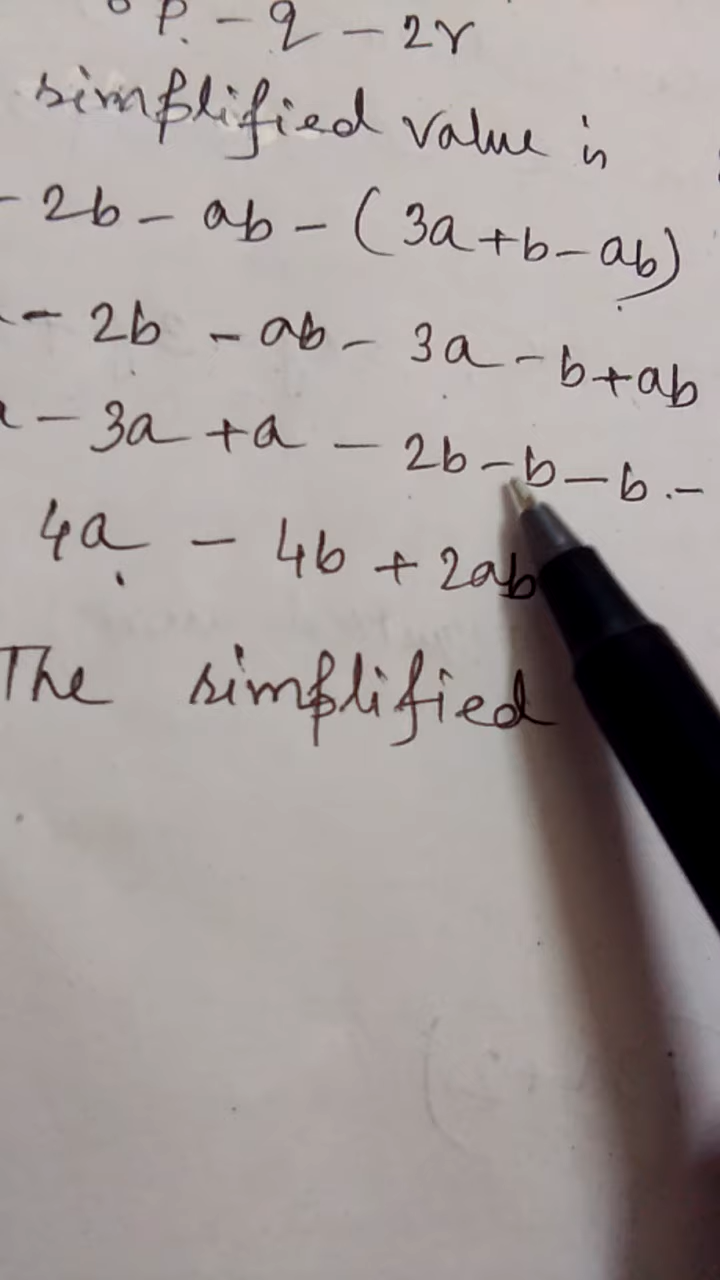 P - q - 2r
simplified value is
- 2b - ab - (3a + b - ab)
- 2b - ab - 3a - b + ab
- 3a + a - 2b - b - b -
4a - 4b + 2ab
The simplified